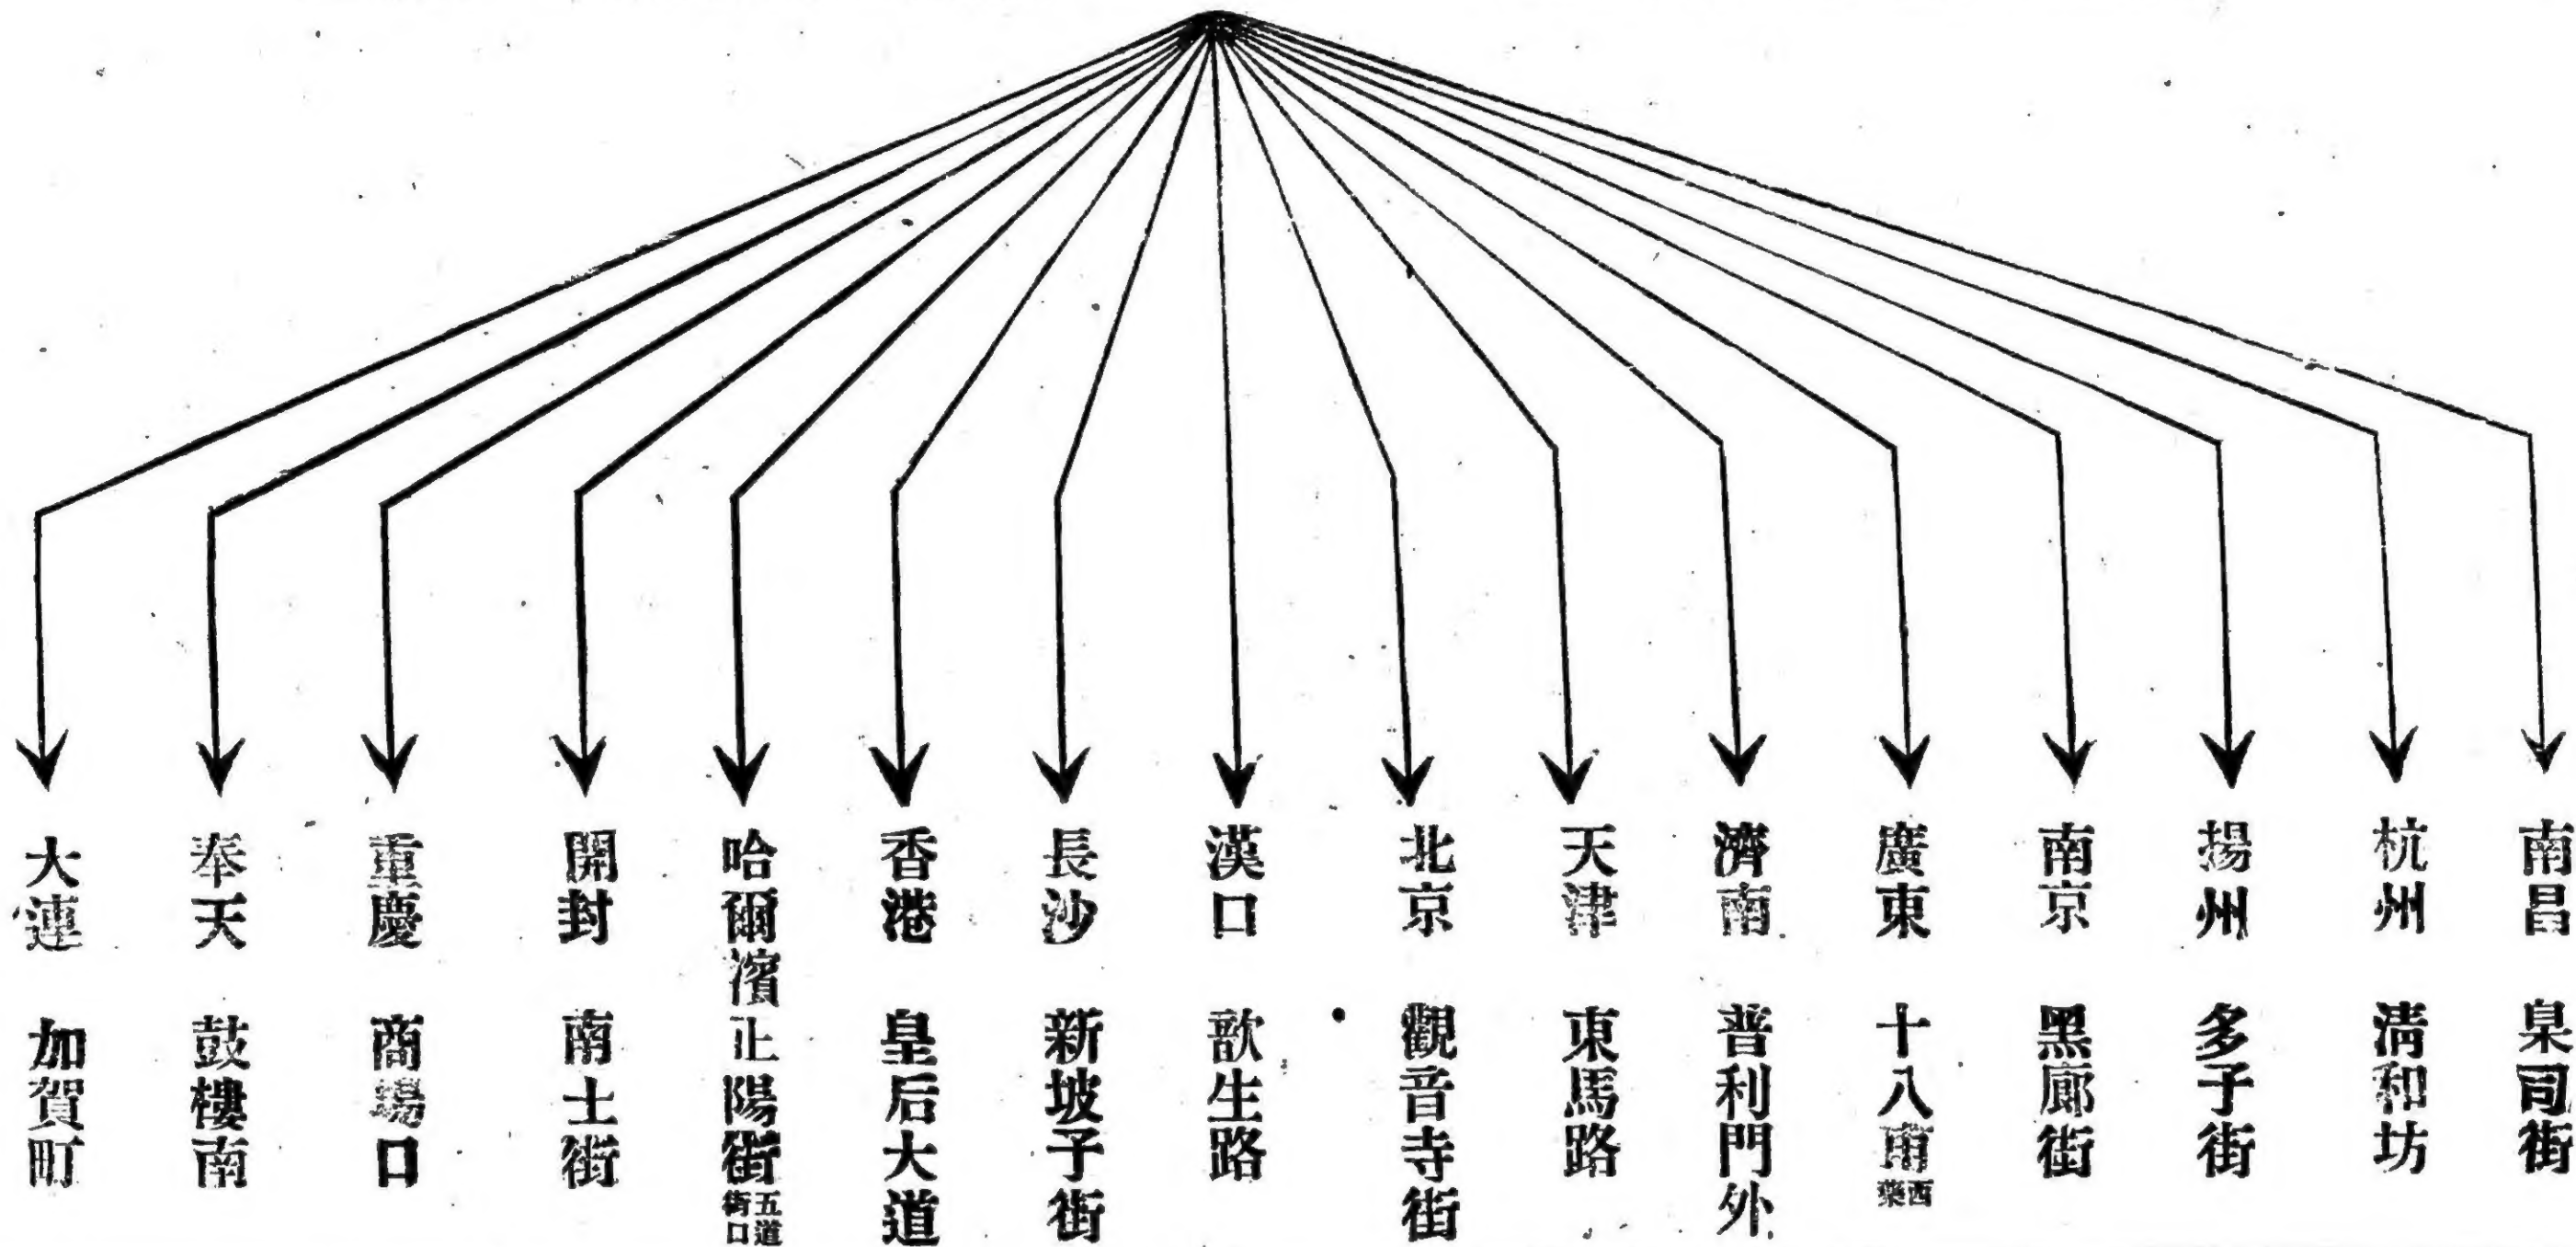 南昌 臬司街
杭州 清和坊
揚州 多子街
南京 黑廊街
廣東 十八甫西藥
濟南 普利門外
天津 東馬路
北京 觀音寺街
漢口 歆生路
長沙 新坡子街
香港 皇后大道
哈爾濱 正陽街五道街口
開封 南土街
重慶 商場口
奉天 鼓樓南
大連 加賀町